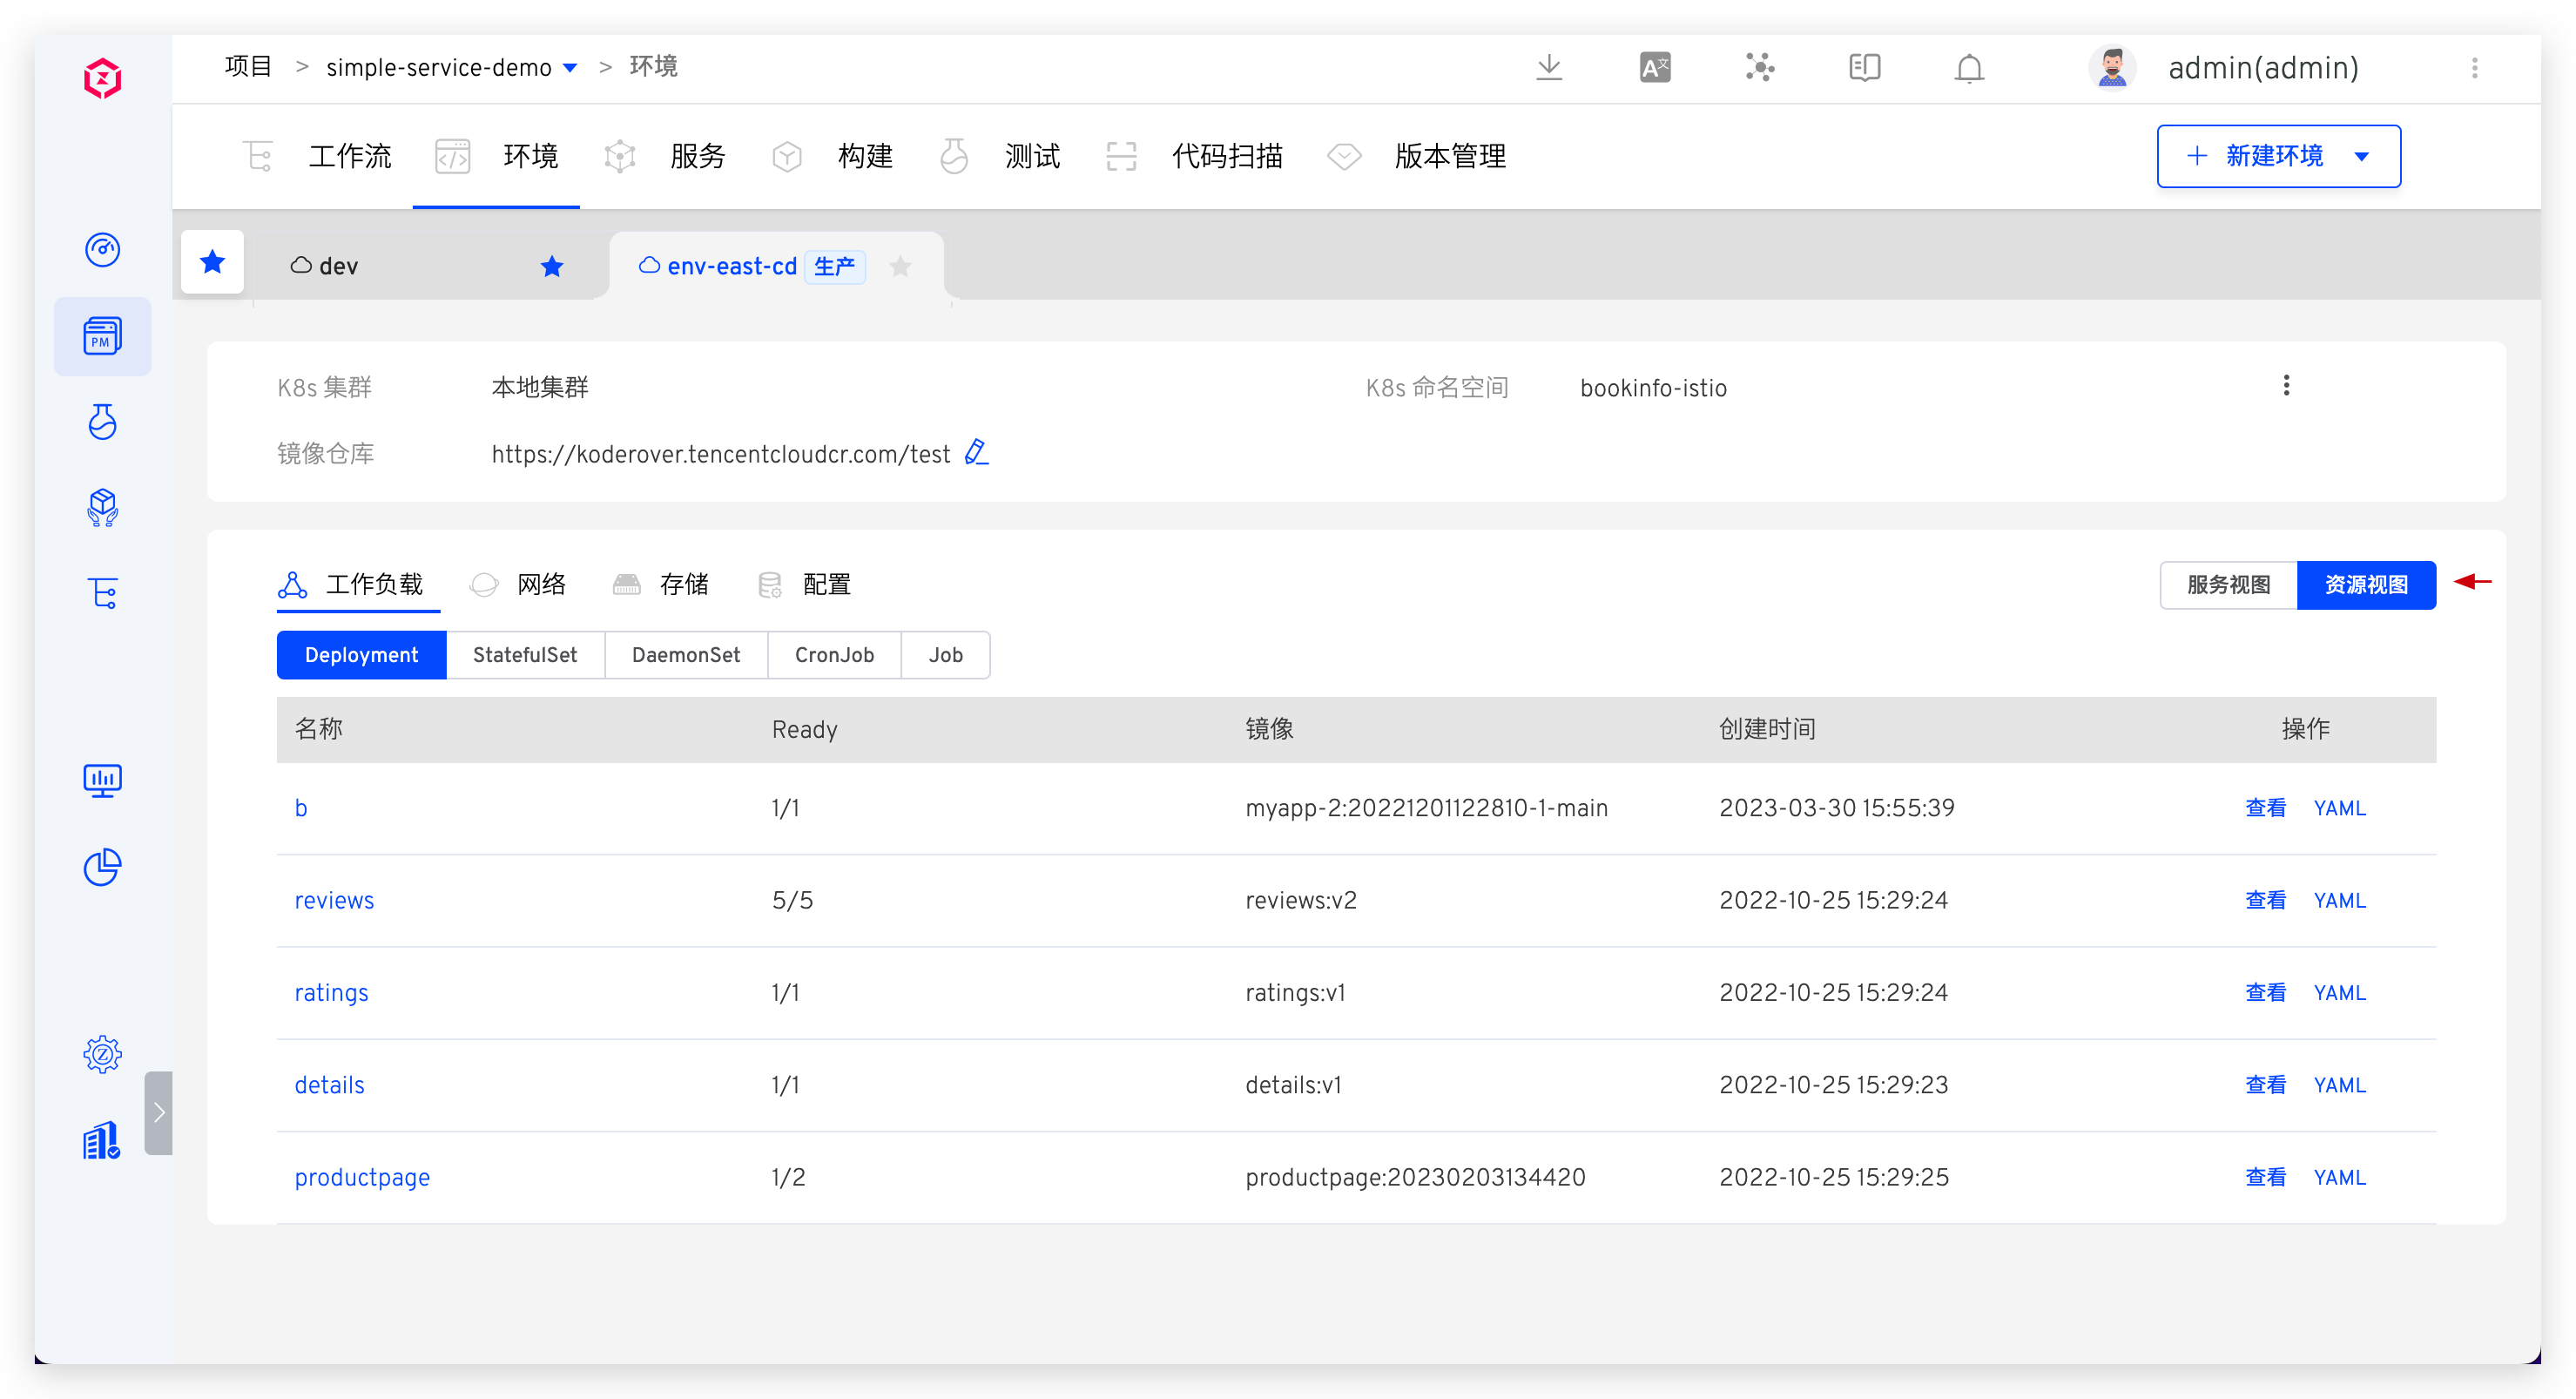 项目 > simple-service-demo > 环境 admin(admin)
工作流 环境 服务 构建 测试 代码扫描 版本管理 + 新建环境
dev env-east-cd 生产
PM
K8s 集群 本地集群 K8s 命名空间 bookinfo-istio
镜像仓库 https://koderover.tencentcloudcr.com/test
工作负载 网络 存储 配置 服务视图 资源视图
Deployment StatefulSet DaemonSet CronJob Job
名称 Ready 镜像 创建时间 操作
b 1/1 myapp-2:20221201122810-1-main 2023-03-30 15:55:39 查看 YAML
reviews 5/5 reviews:v2 2022-10-25 15:29:24 查看 YAML
ratings 1/1 ratings:v1 2022-10-25 15:29:24 查看 YAML
details 1/1 details:v1 2022-10-25 15:29:23 查看 YAML
productpage 1/2 productpage:20230203134420 2022-10-25 15:29:25 查看 YAML